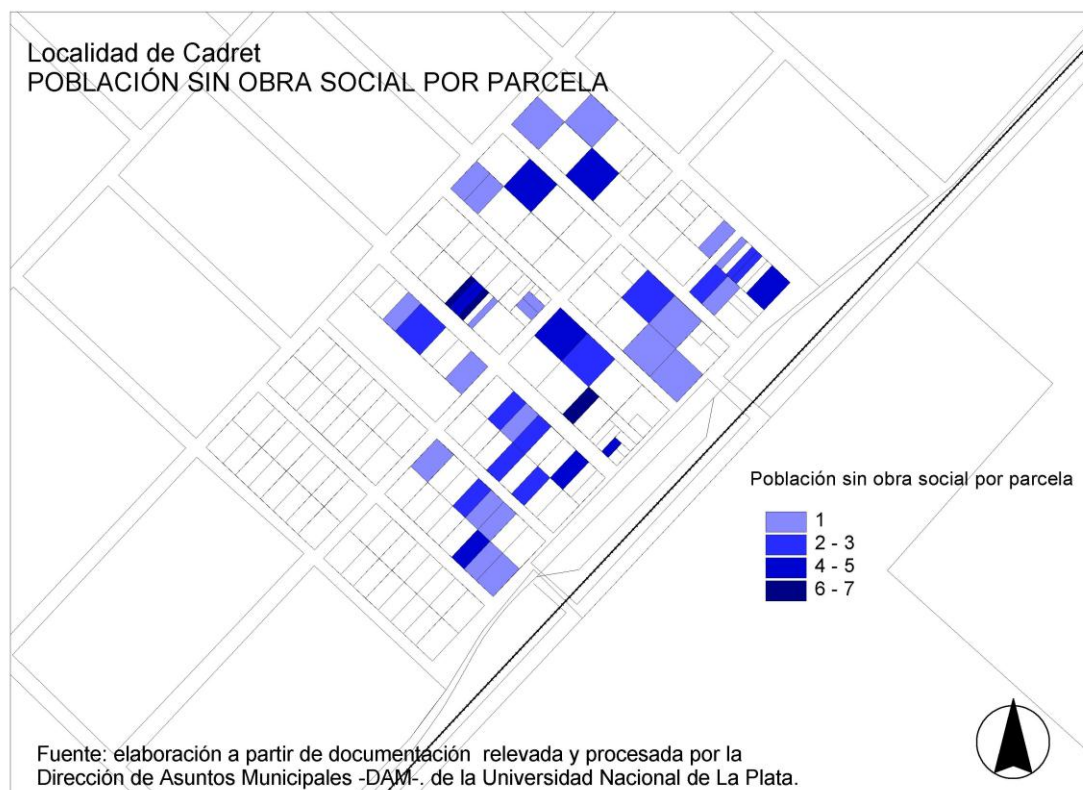 Localidad de Cadret
POBLACIÓN SIN OBRA SOCIAL POR PARCELA
Población sin obra social por parcela
1
2 - 3
4 - 5
6 - 7
Fuente: elaboración a partir de documentación relevada y procesada por la
Dirección de Asuntos Municipales -DAM-. de la Universidad Nacional de La Plata.